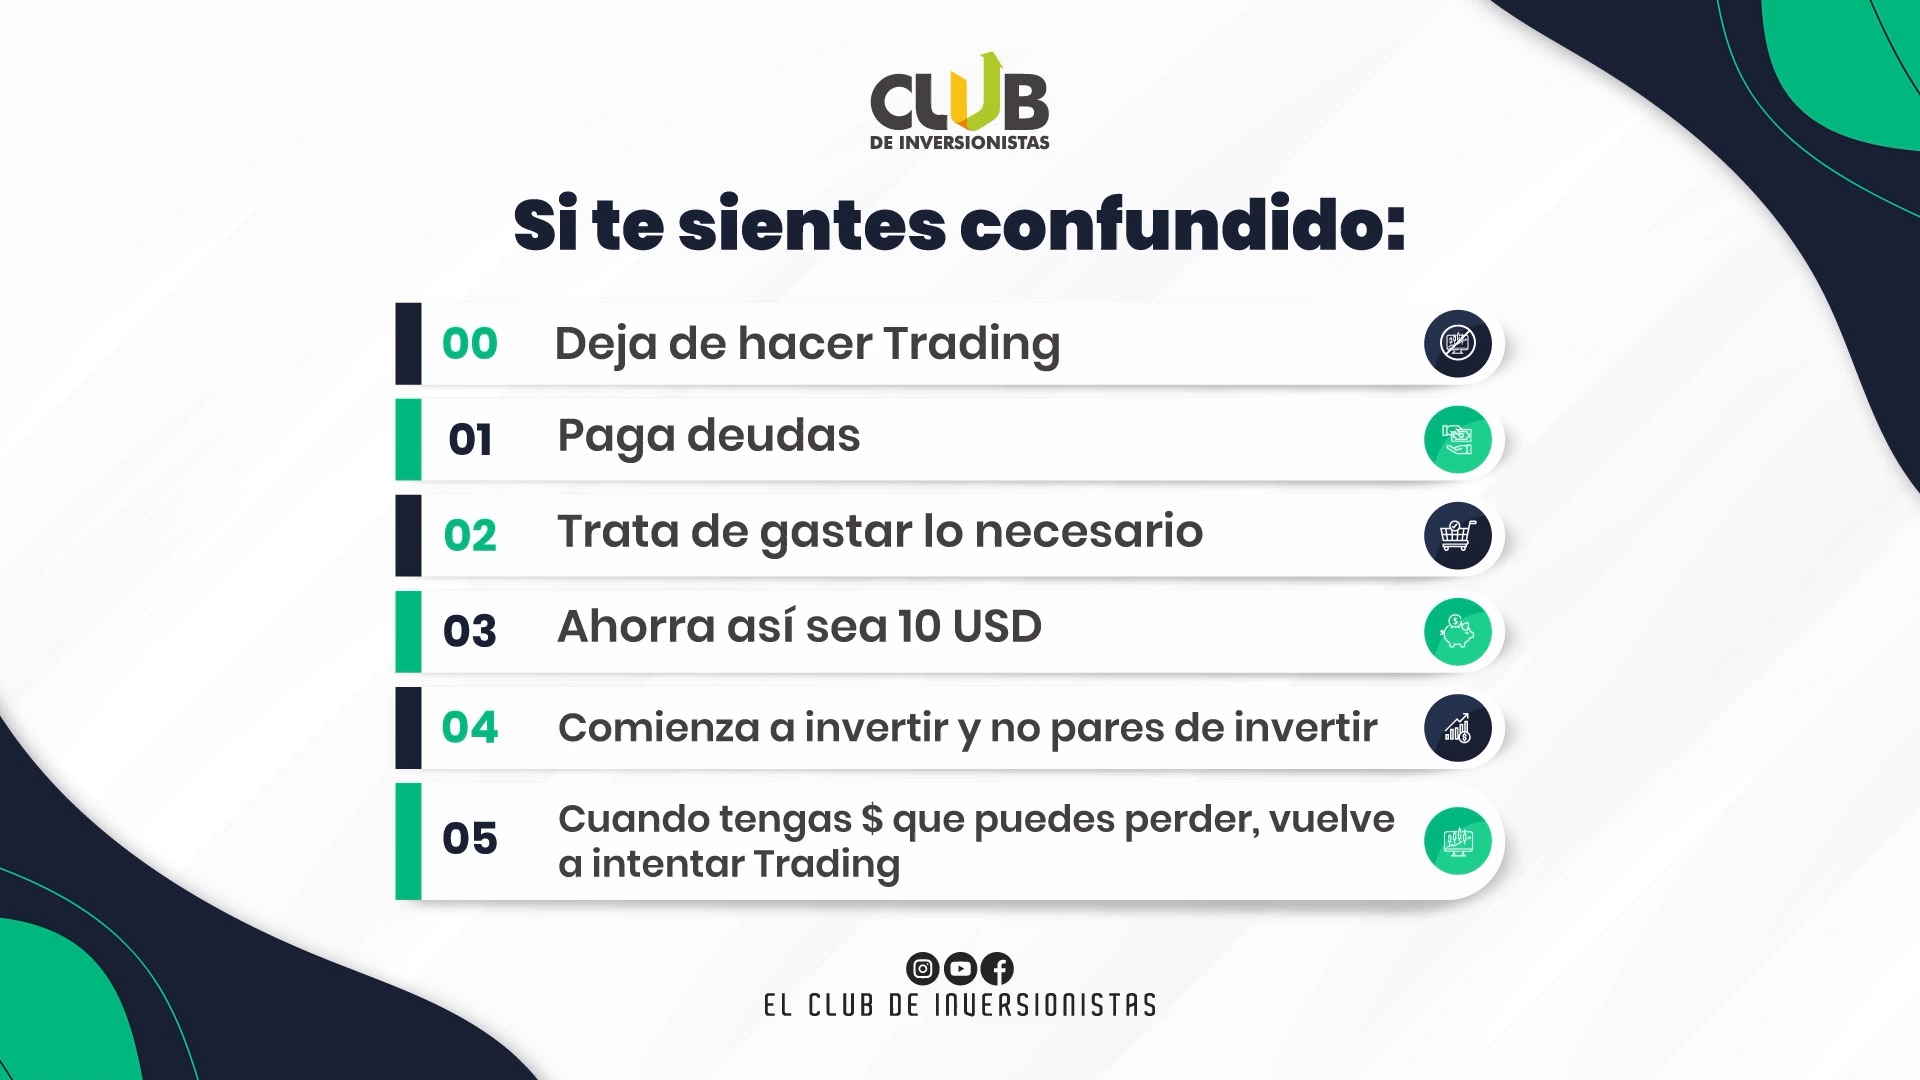 CLUB
DE INVERSIONISTAS
Si te sientes confundido:
00 Deja de hacer Trading
01 Paga deudas
02 Trata de gastar lo necesario
03 Ahorra así sea 10 USD
04 Comienza a invertir y no pares de invertir
05 Cuando tengas $ que puedes perder, vuelve
a intentar Trading
EL CLUB DE INVERSIONISTAS